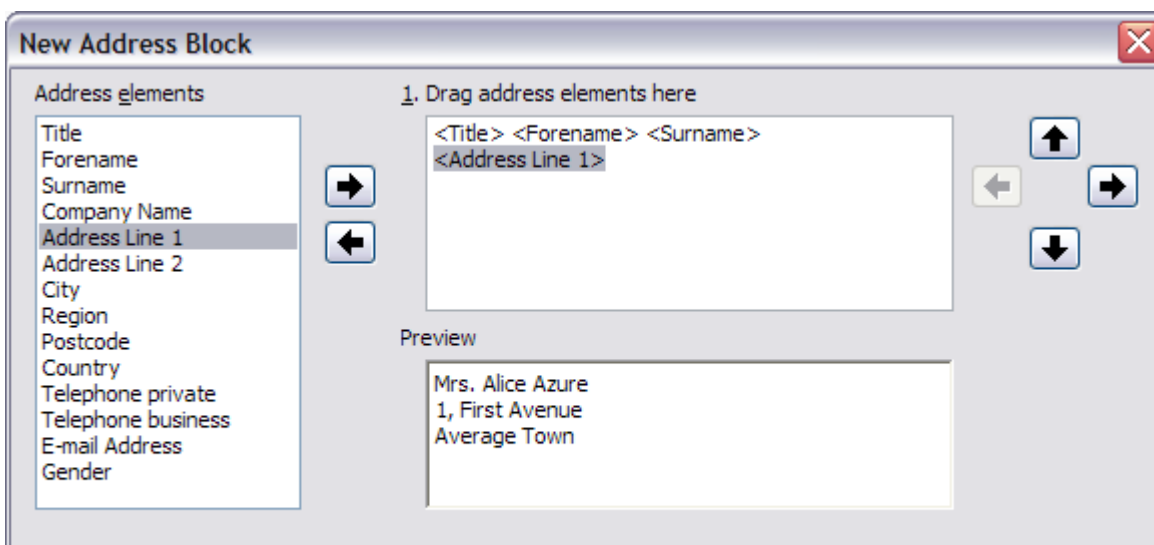 New Address Block
Address elements
Title
Forename
Surname
Company Name
Address Line 1
Address Line 2
City
Region
Postcode
Country
Telephone private
Telephone business
E-mail Address
Gender
1. Drag address elements here
<Title> <Forename> <Surname>
<Address Line 1>
Preview
Mrs. Alice Azure
1, First Avenue
Average Town